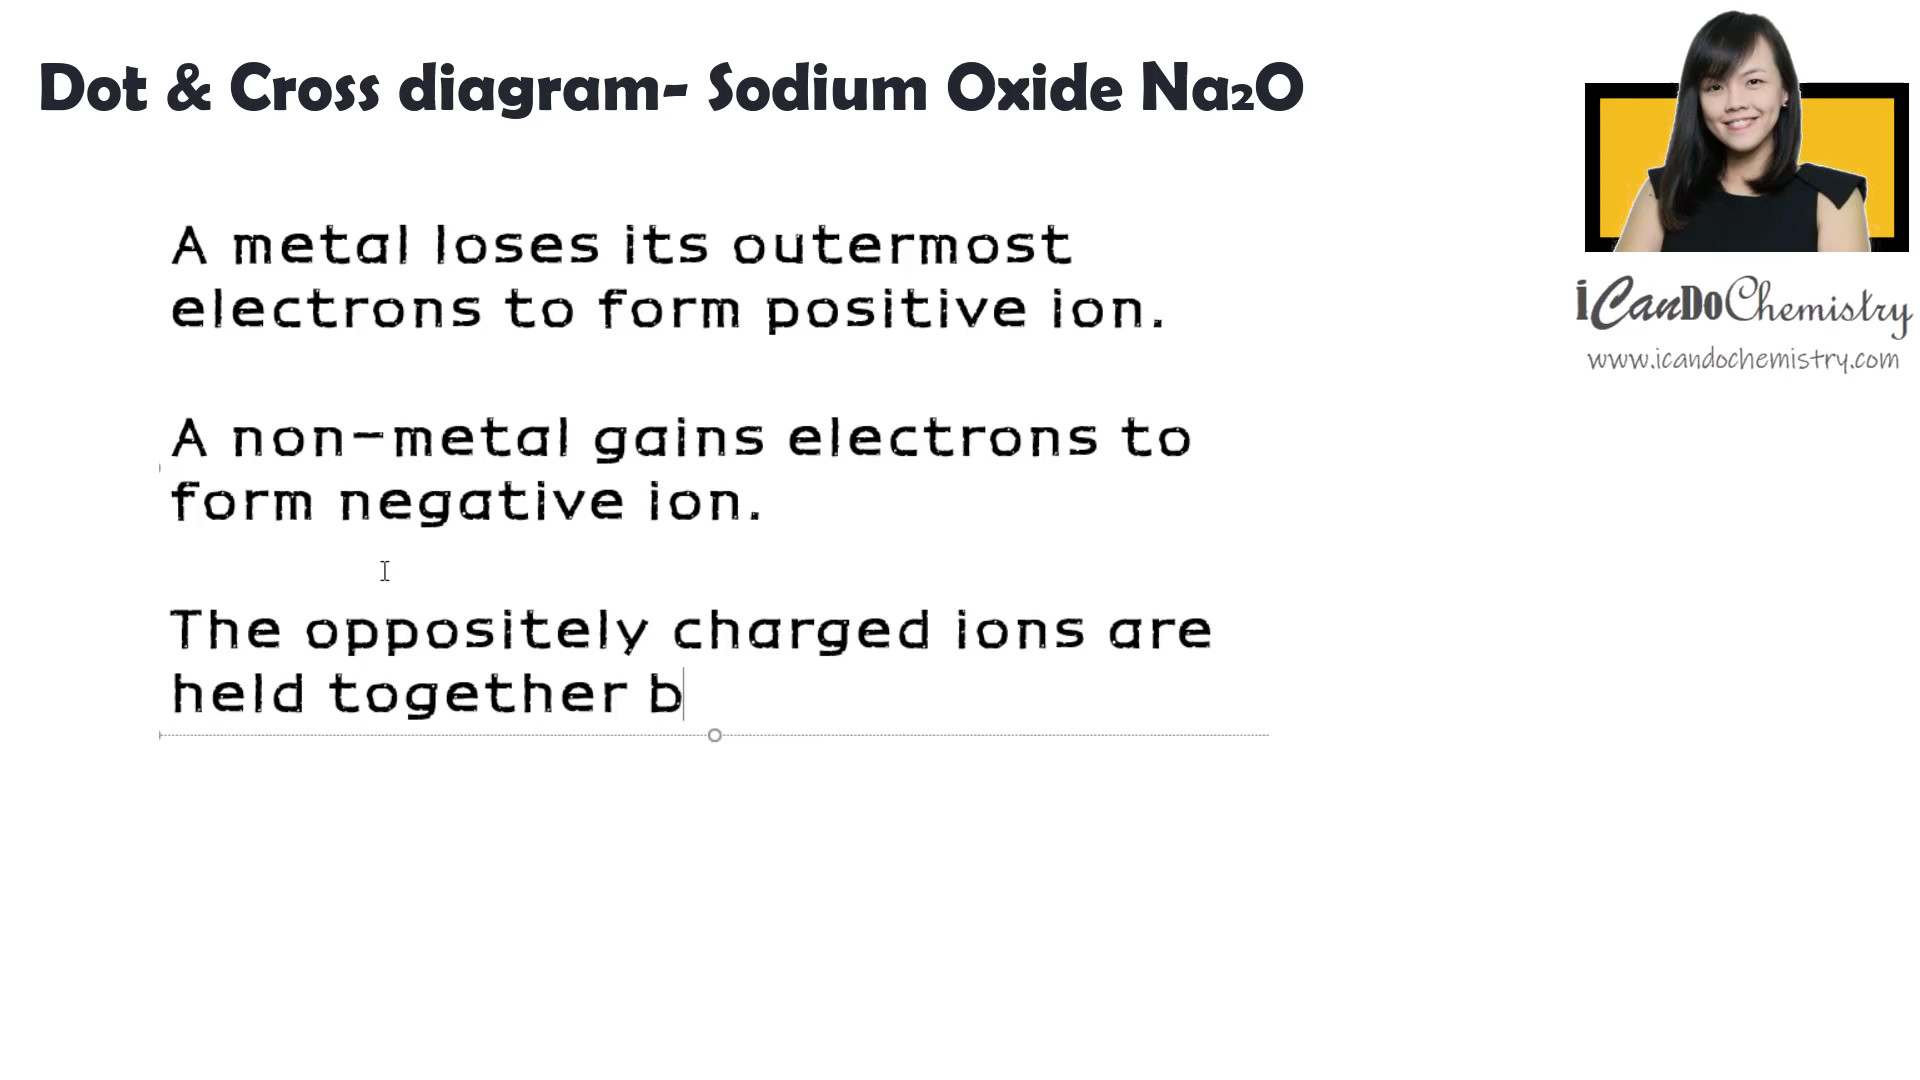 Dot & Cross diagram- Sodium Oxide Na₂O
A metal loses its outermost
electrons to form positive ion.
A non-metal gains electrons to
form negative ion.
The oppositely charged ions are
held together b
iCanDoChemistry
www.icandochemistry.com